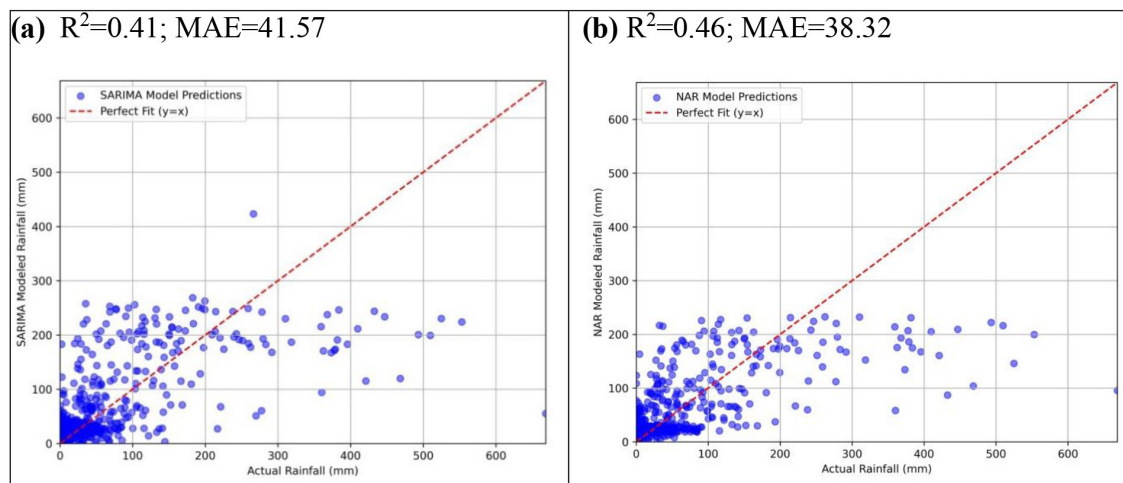 (a) R²=0.41; MAE=41.57
SARIMA Model Predictions
Perfect Fit (y=x)
SARIMA Modeled Rainfall (mm)
600
500
400
300
200
100
0
0 100 200 300 400 500 600
Actual Rainfall (mm)
(b) R²=0.46; MAE=38.32
NAR Model Predictions
Perfect Fit (y=x)
NAR Modeled Rainfall (mm)
600
500
400
300
200
100
0
0 100 200 300 400 500 600
Actual Rainfall (mm)